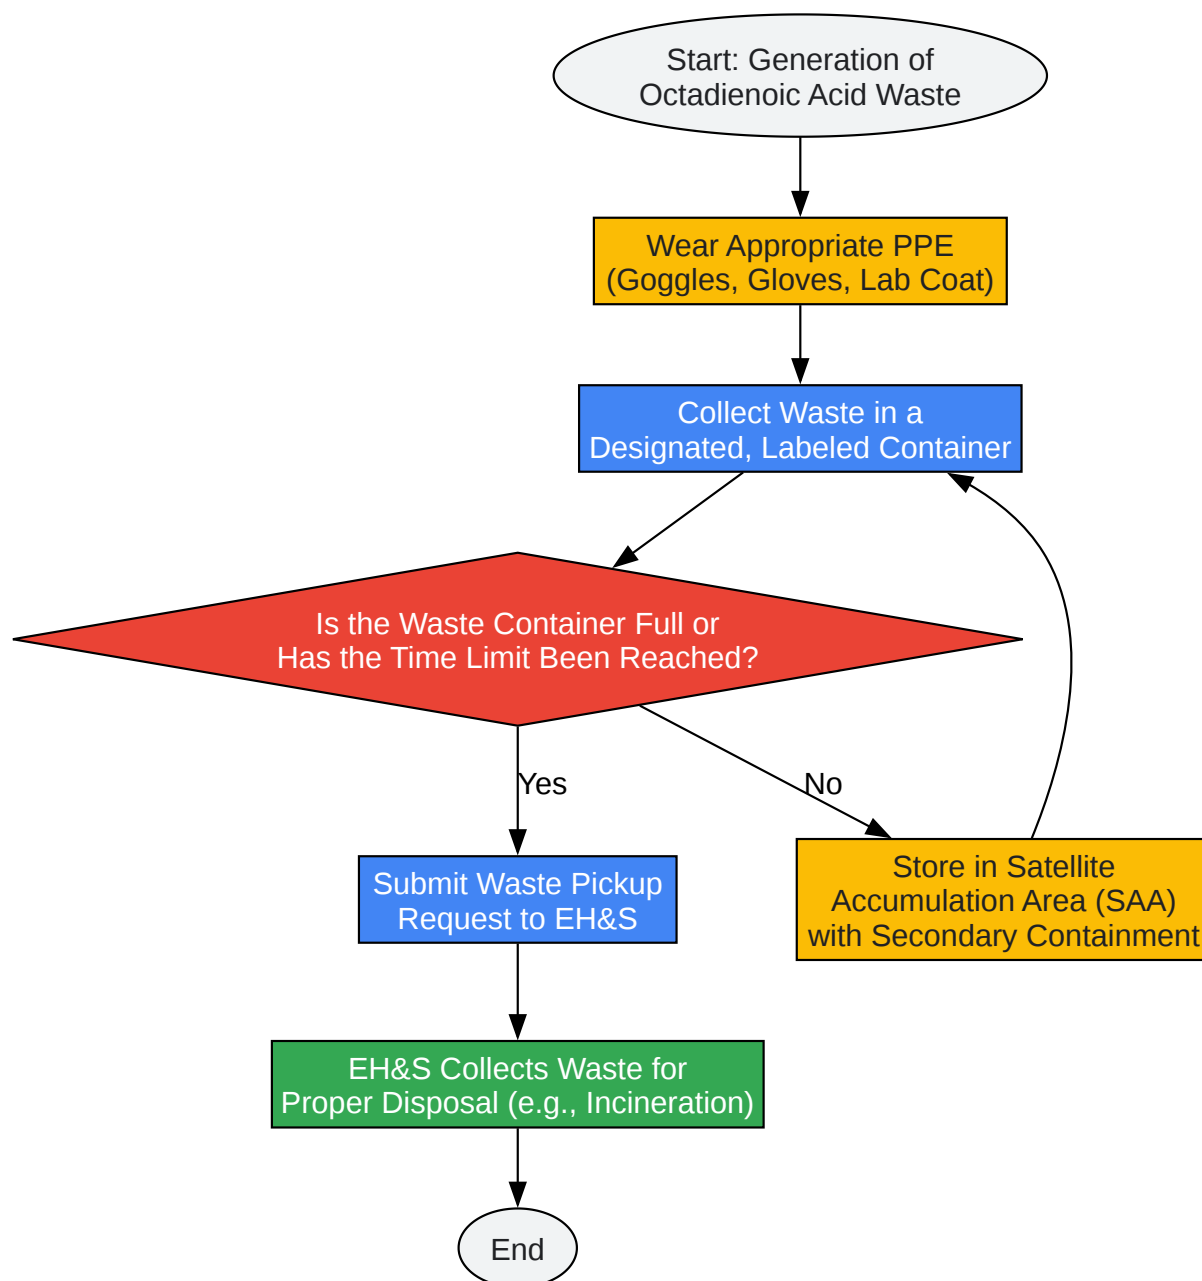 Start: Generation of
Octadienoic Acid Waste
Wear Appropriate PPE
(Goggles, Gloves, Lab Coat)
Collect Waste in a
Designated, Labeled Container
Is the Waste Container Full or
Has the Time Limit Been Reached?
Yes
No
Submit Waste Pickup
Request to EH&S
Store in Satellite
Accumulation Area (SAA)
with Secondary Containment
EH&S Collects Waste for
Proper Disposal (e.g., Incineration)
End